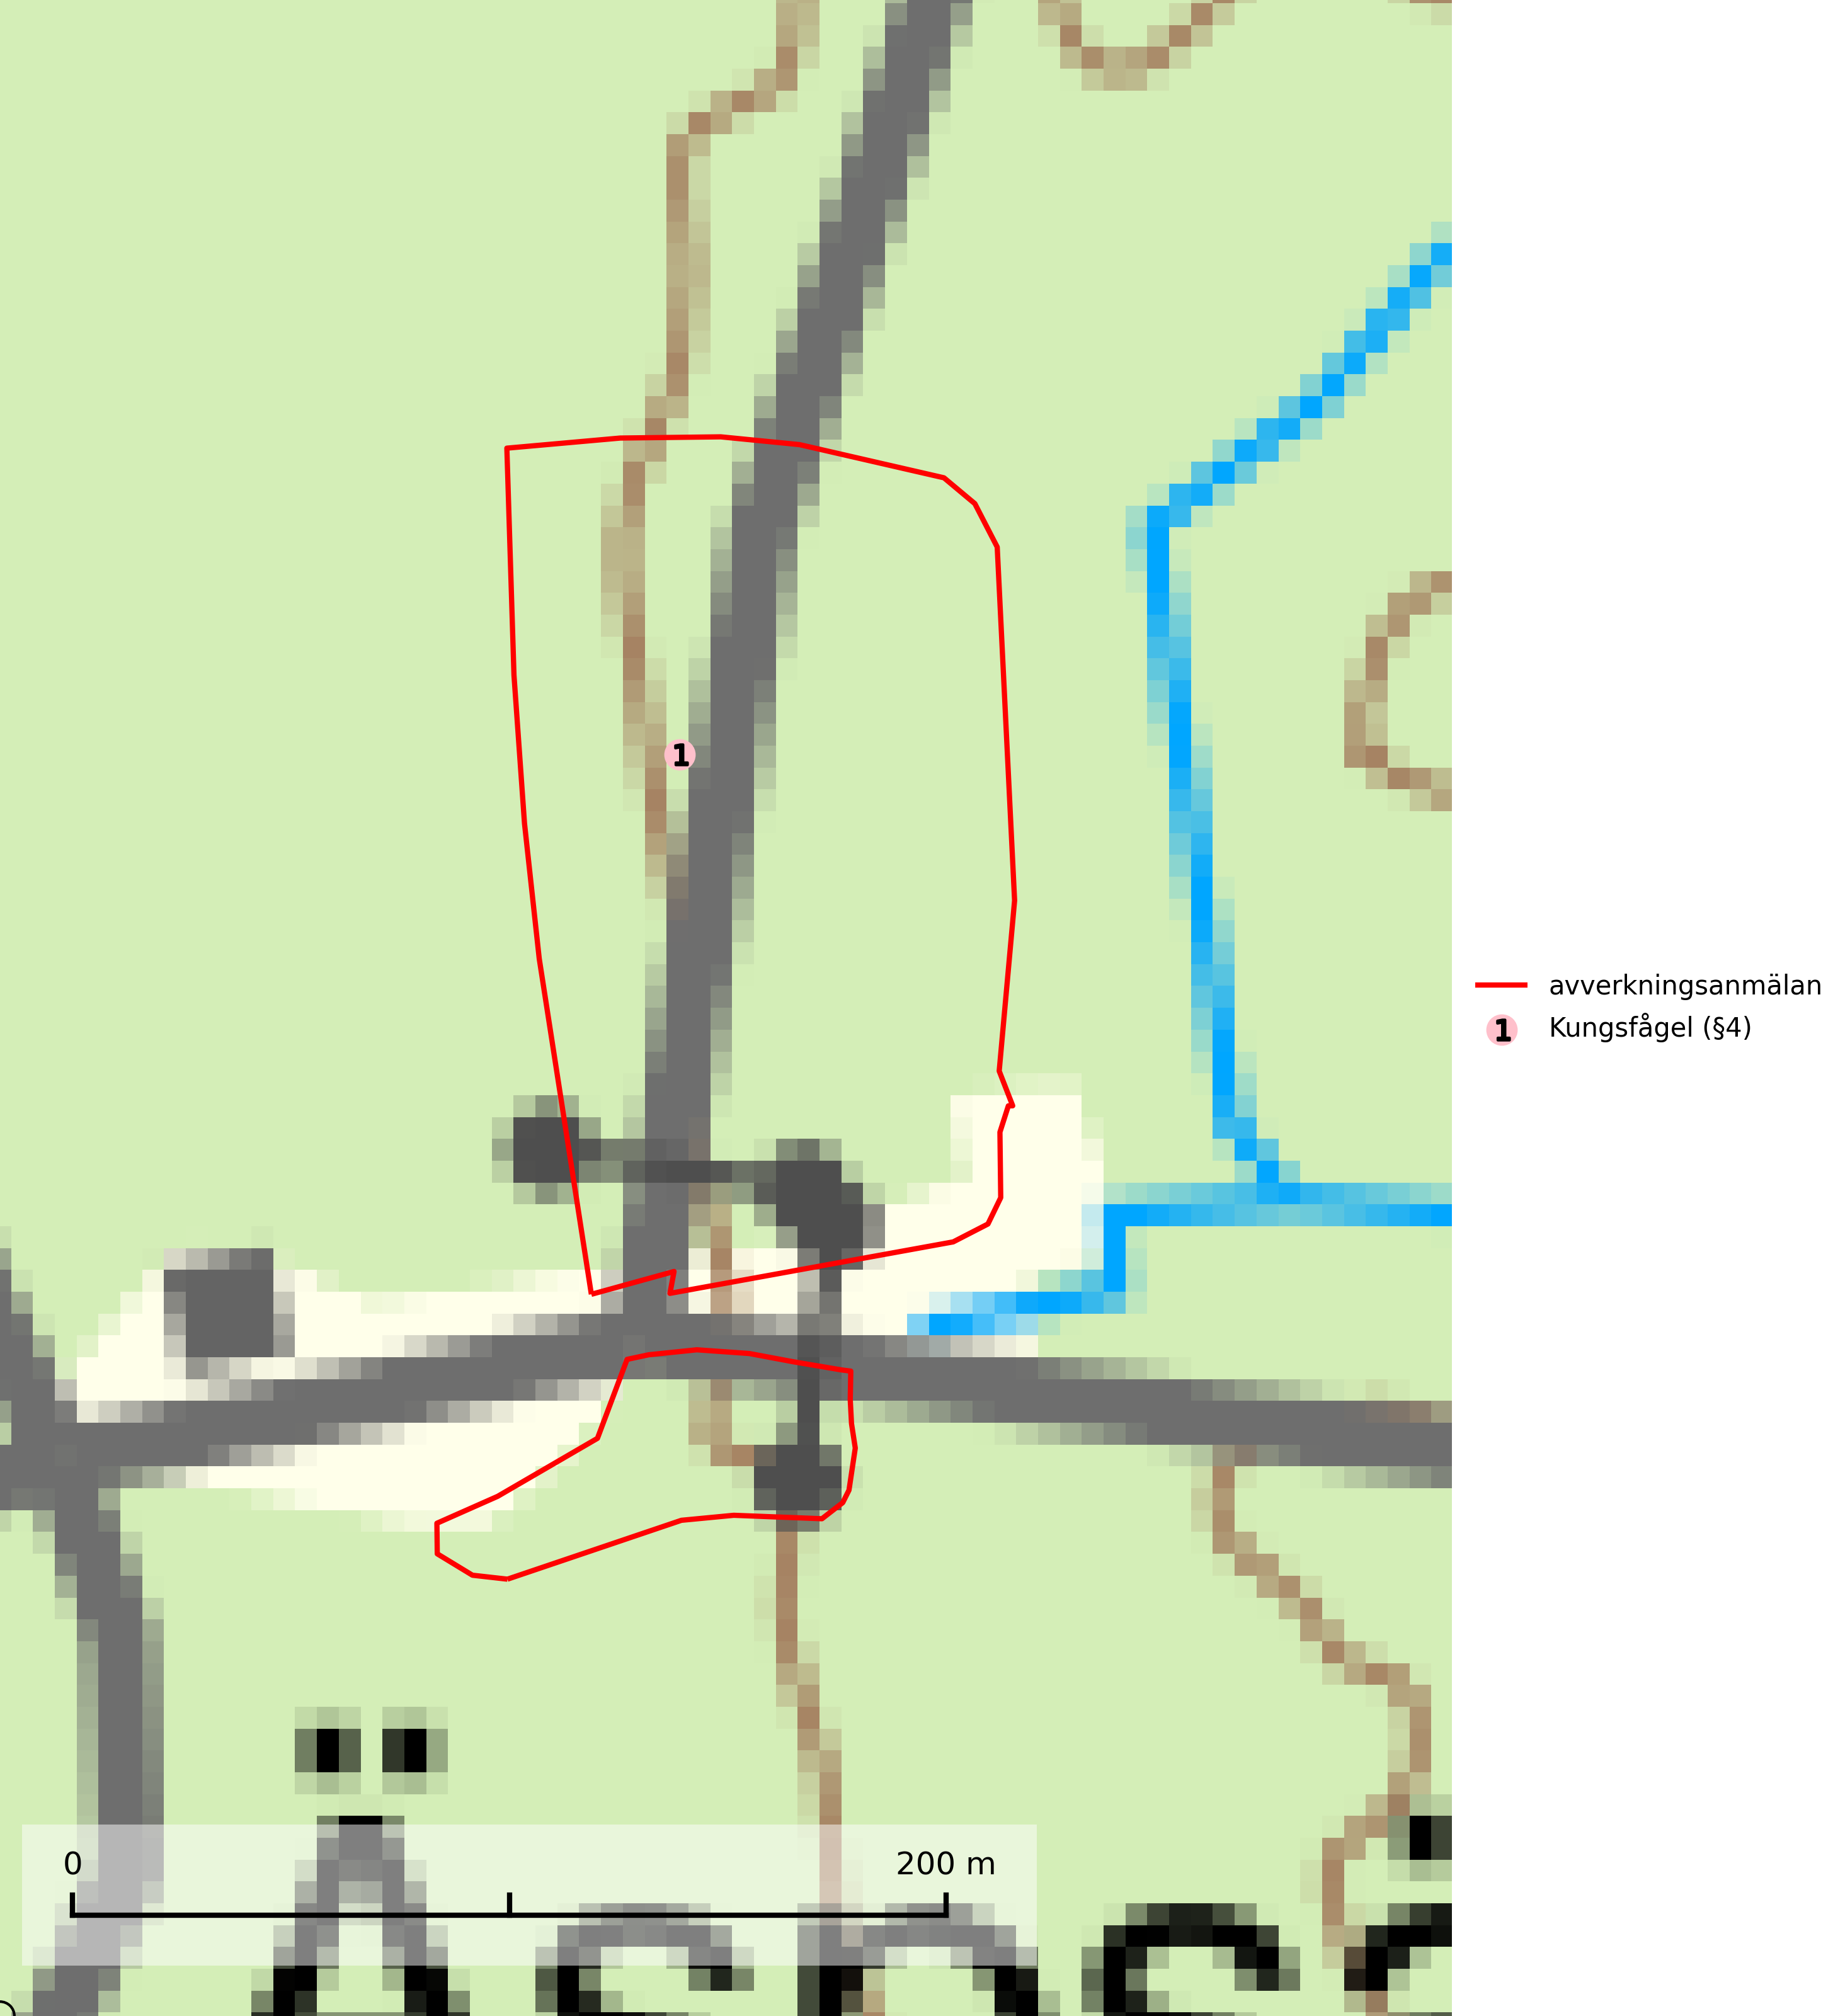 1
avverkningsanmälan
1 Kungsfågel (§4)
0 200 m